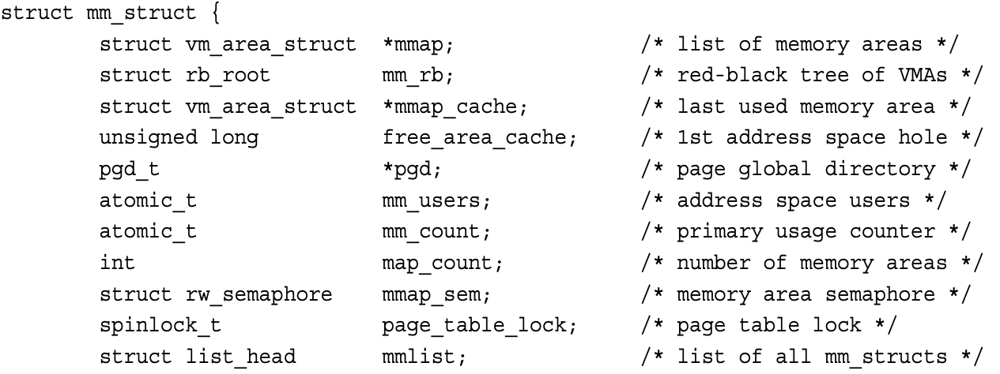 struct mm_struct {
        struct vm_area_struct  *mmap;               /* list of memory areas */
        struct rb_root         mm_rb;               /* red-black tree of VMAs */
        struct vm_area_struct  *mmap_cache;         /* last used memory area */
        unsigned long          free_area_cache;     /* 1st address space hole */
        pgd_t                  *pgd;                /* page global directory */
        atomic_t               mm_users;            /* address space users */
        atomic_t               mm_count;            /* primary usage counter */
        int                    map_count;           /* number of memory areas */
        struct rw_semaphore    mmap_sem;            /* memory area semaphore */
        spinlock_t             page_table_lock;     /* page table lock */
        struct list_head       mmlist;              /* list of all mm_structs */